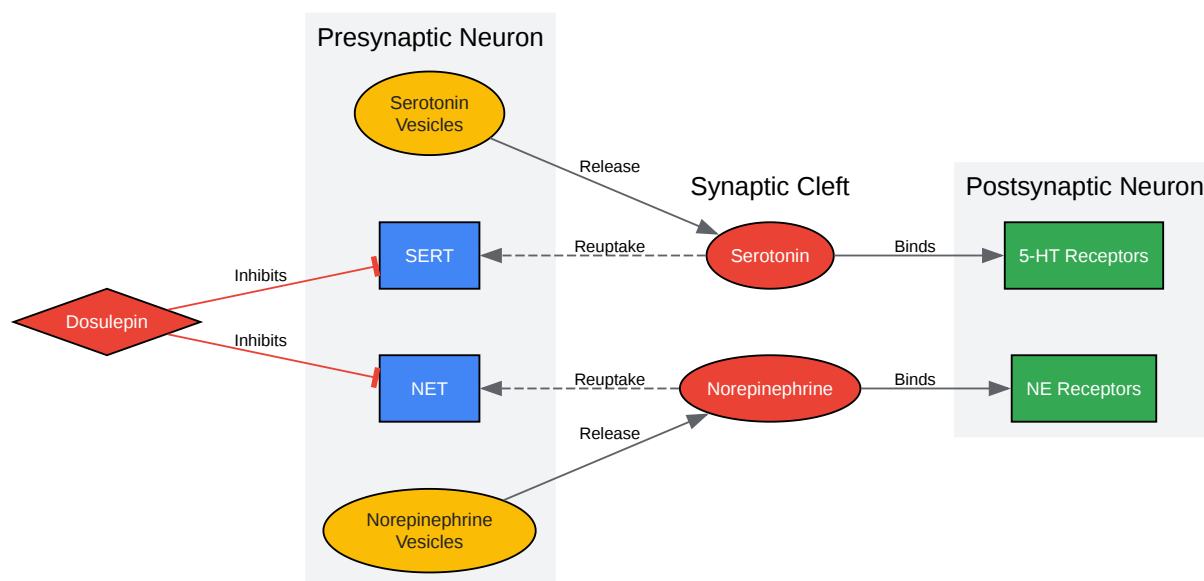 Presynaptic Neuron
Serotonin
Vesicles
Release
Synaptic Cleft
Postsynaptic Neuron
SERT
Reuptake
Serotonin
Binds
5-HT Receptors
Inhibits
Dosulepin
Inhibits
NET
Reuptake
Norepinephrine
Binds
NE Receptors
Release
Norepinephrine
Vesicles